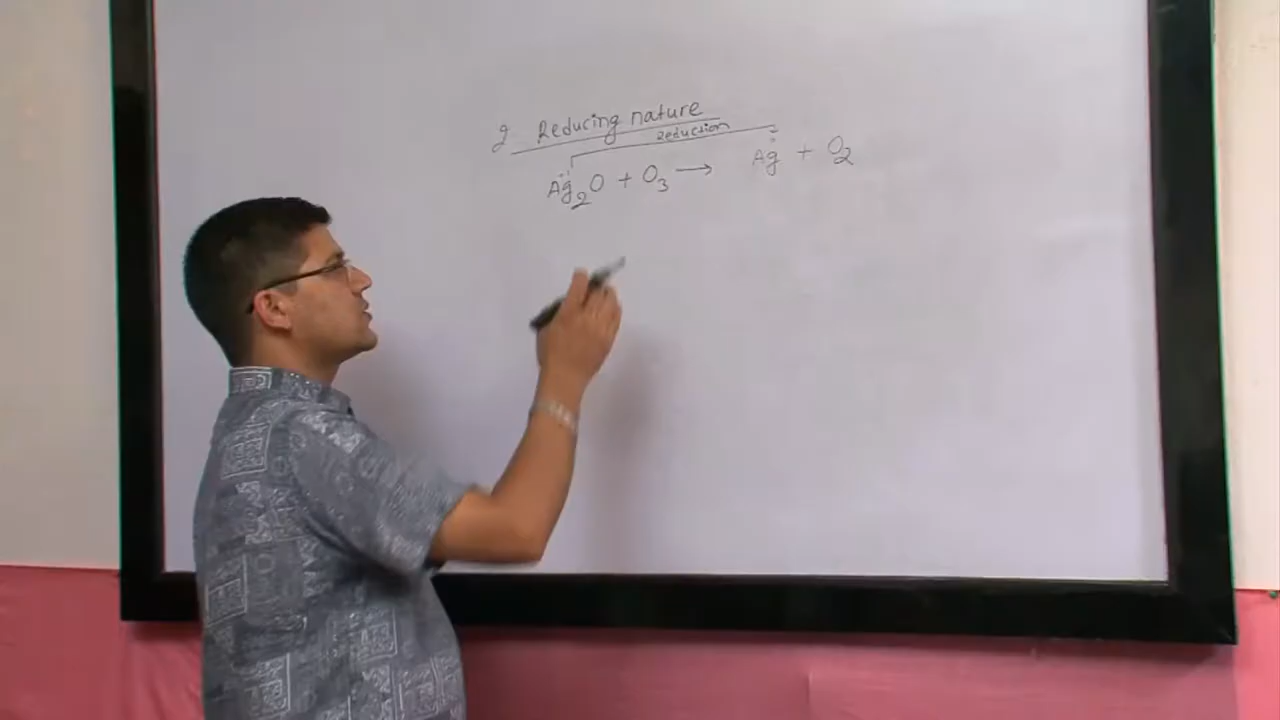 2 Reducing nature
reduction
Ag₂O + O₃ → Ag + O₂